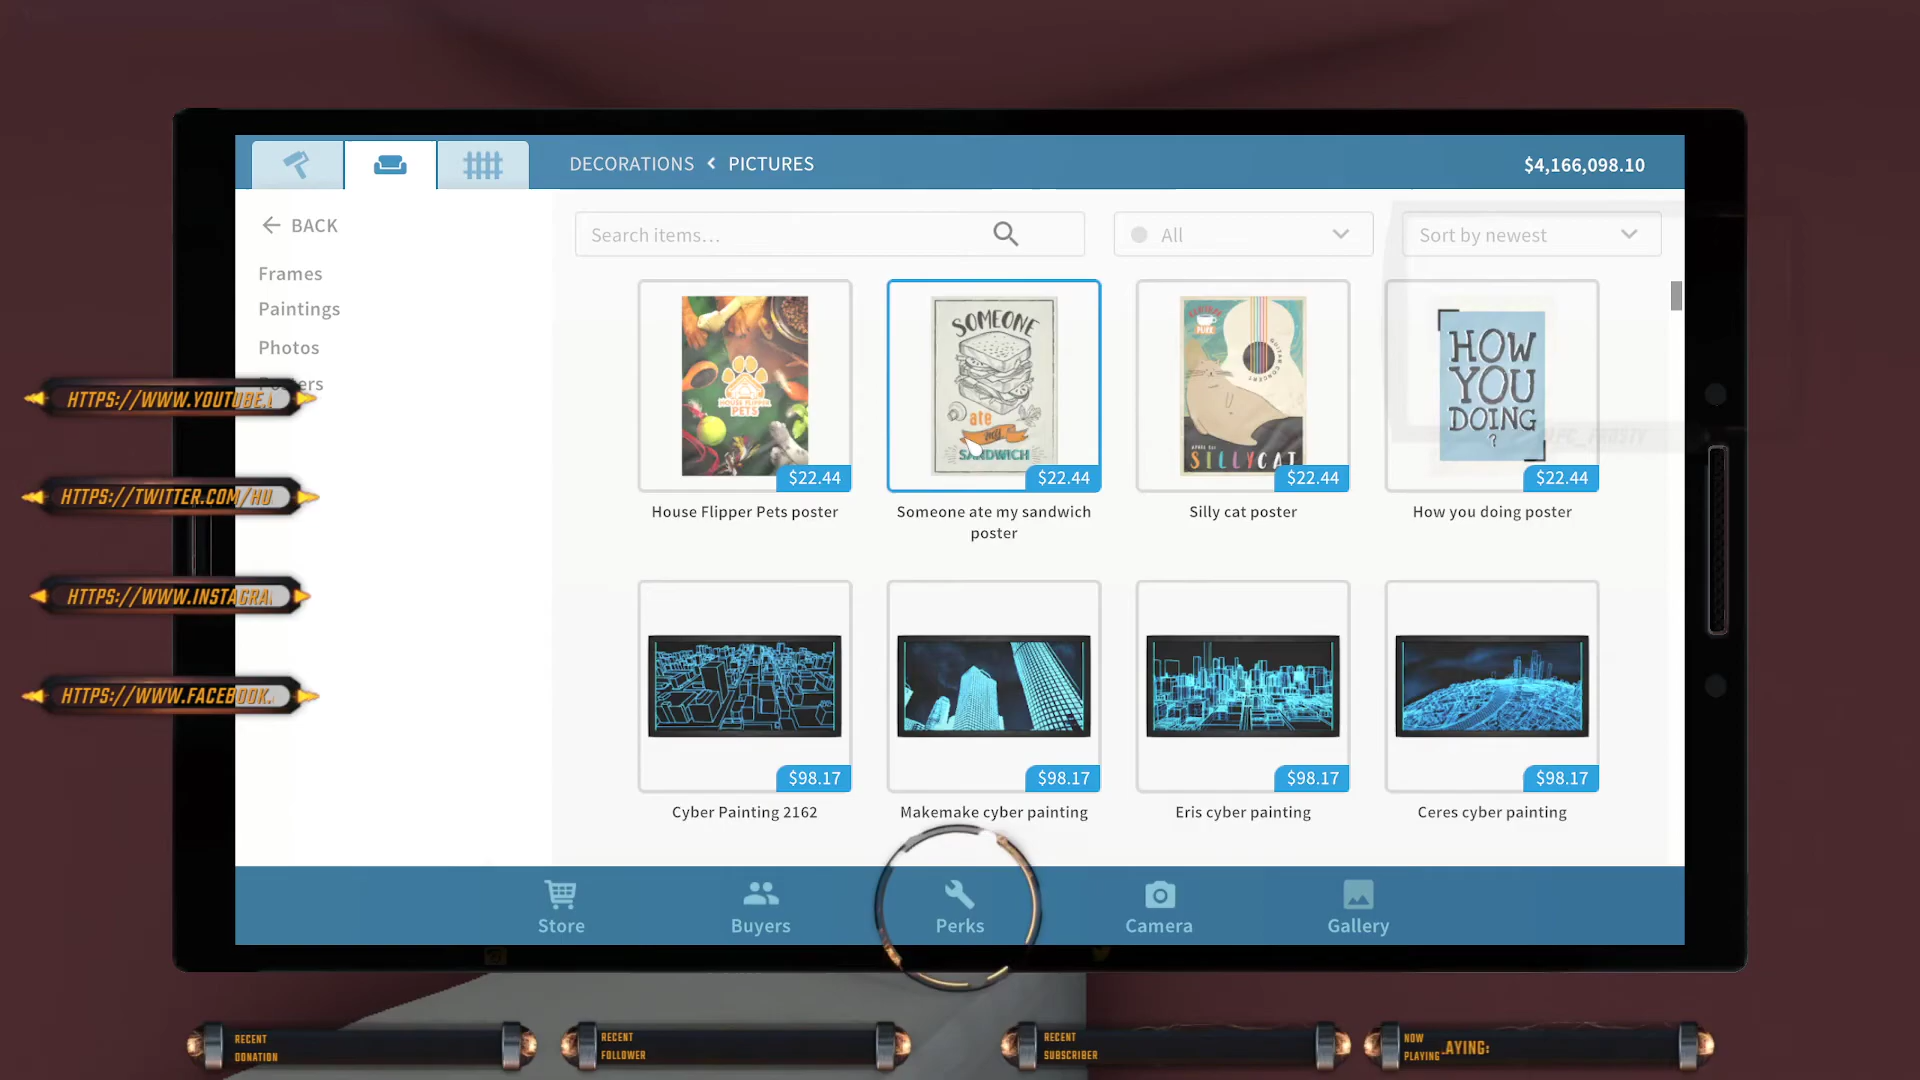 DECORATIONS < PICTURES
$4,166,098.10
BACK
Search items...
All
Sort by newest
Frames
Paintings
Photos
HTTPS://WWW.YOUTUBE.
HTTPS://TWITTER.COM/HU
HTTPS://WWW.INSTAGRA
HTTPS://WWW.FACEBOOK.
HOUSE FLIPPER
PETS
SOMEONE
ate
my
SANDWICH
GUITAR CONCERT
SILLY CAT
HOW
YOU
DOING
?
$22.44
$22.44
$22.44
$22.44
House Flipper Pets poster
Someone ate my sandwich
poster
Silly cat poster
How you doing poster
$98.17
$98.17
$98.17
$98.17
Cyber Painting 2162
Makemake cyber painting
Eris cyber painting
Ceres cyber painting
Store
Buyers
Perks
Camera
Gallery
RECENT
DONATION
RECENT
FOLLOWER
RECENT
SUBSCRIBER
NOW
PLAYING
AYING: